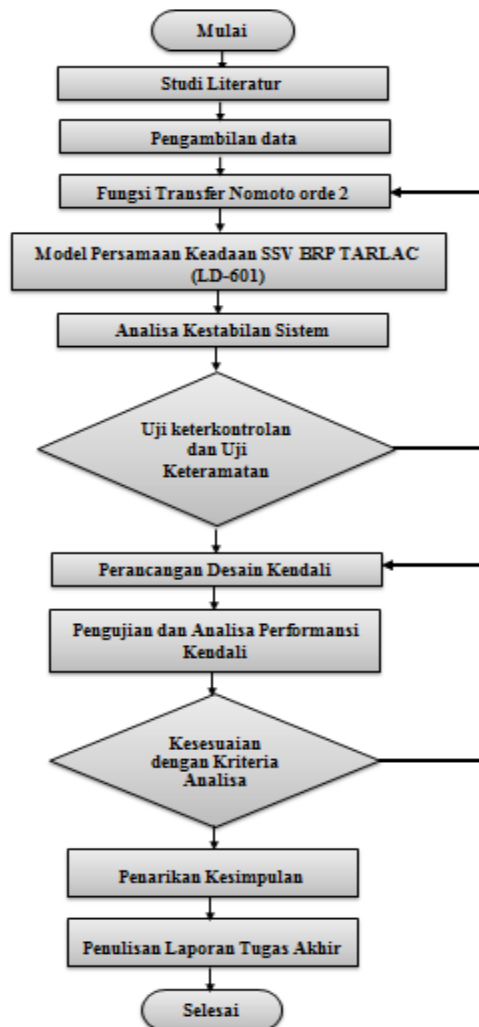 Mulai
Studi Literatur
Pengambilan data
Fungsi Transfer Nomoto orde 2
Model Persamaan Keadaan SSV BRP TARLAC
(LD-601)
Analisa Kestabilan Sistem
Uji keterkontrolan
dan Uji
Keteramatan
Perancangan Desain Kendali
Pengujian dan Analisa Performansi
Kendali
Kesesuaian
dengan Kriteria
Analisa
Penarikan Kesimpulan
Penulisan Laporan Tugas Akhir
Selesai